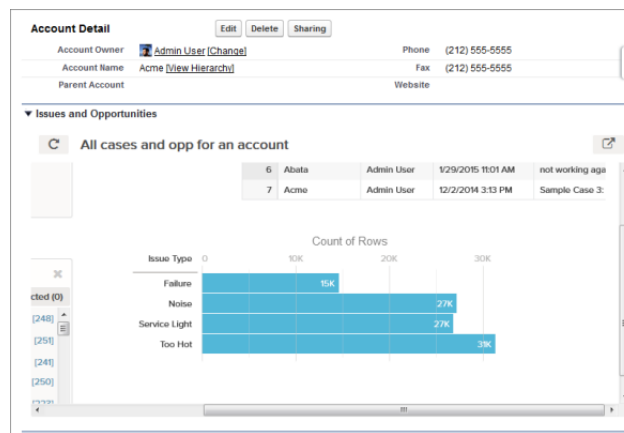 Account Detail Edit Delete Sharing
Account Owner Admin User [Change] Phone (212) 555-5555
Account Name Acme [View Hierarchy] Fax (212) 555-5555
Parent Account Website
Issues and Opportunities
All cases and opp for an account
6 Abata Admin User 1/29/2015 11:01 AM not working aga
7 Acme Admin User 12/2/2014 3:13 PM Sample Case 3:
Count of Rows
Issue Type 0 10K 20K 30K
Failure 15K
cted (0)
Noise 27K
[248]
Service Light 27K
[251]
Too Hot 31K
[241]
[250]